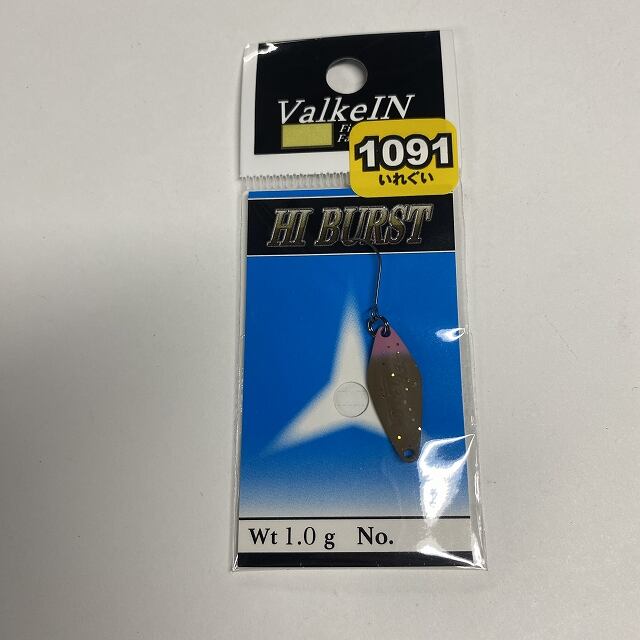 ValkeIN
1091
いれぐい
HI BURST
Wt 1.0 g No.